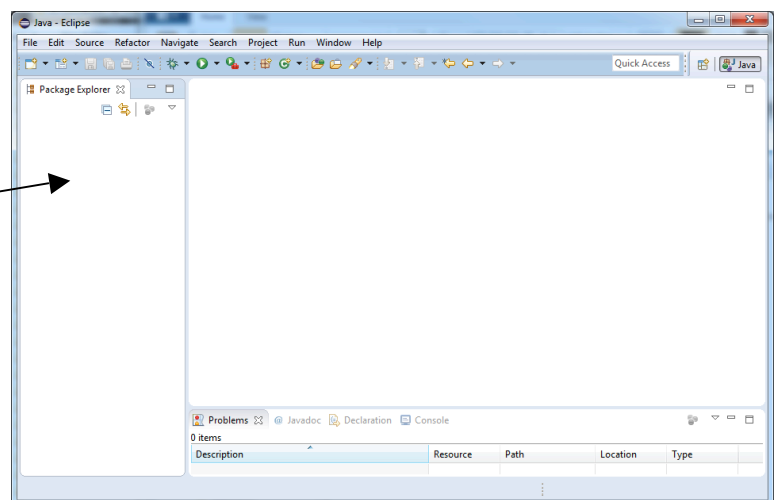 Java - Eclipse
File Edit Source Refactor Navigate Search Project Run Window Help
Quick Access
Java
Package Explorer
Problems @ Javadoc Declaration Console
0 items
Description Resource Path Location Type